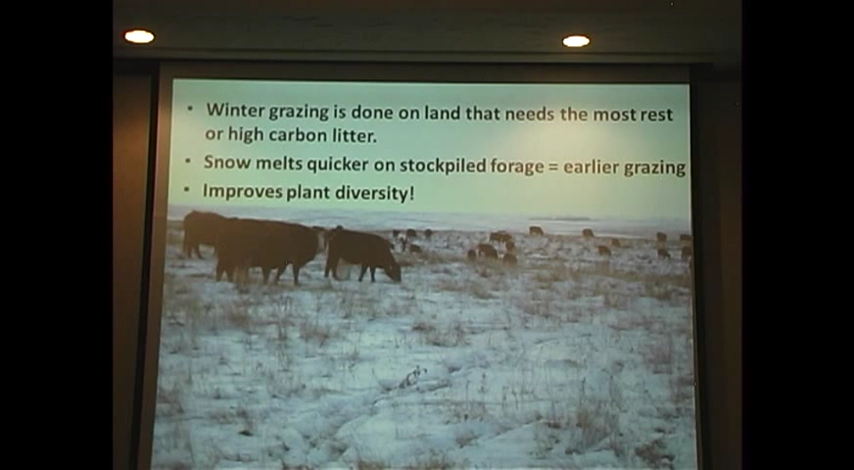 • Winter grazing is done on land that needs the most rest
or high carbon litter.
• Snow melts quicker on stockpiled forage = earlier grazing
• Improves plant diversity!